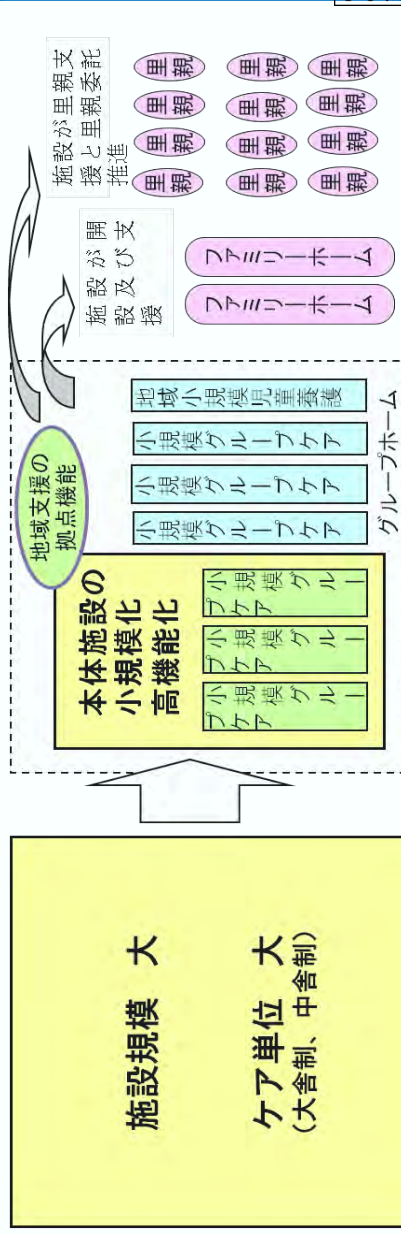 施設規模 大
ケア単位 大
(大舎制、中舎制)
地域支援の
拠点機能
本体施設の
小規模化
高機能化
小規模グルー
プケア
小規模グルー
プケア
小規模グルー
プケア
小規模グループケア
小規模グループケア
小規模グループケア
地域小規模児童養護
グループホーム
施設が開
設及び支
援
ファミリーホーム
ファミリーホーム
施設が里親支
援と里親委託
推進
里親
里親
里親
里親
里親
里親
里親
里親
里親
里親
里親
里親